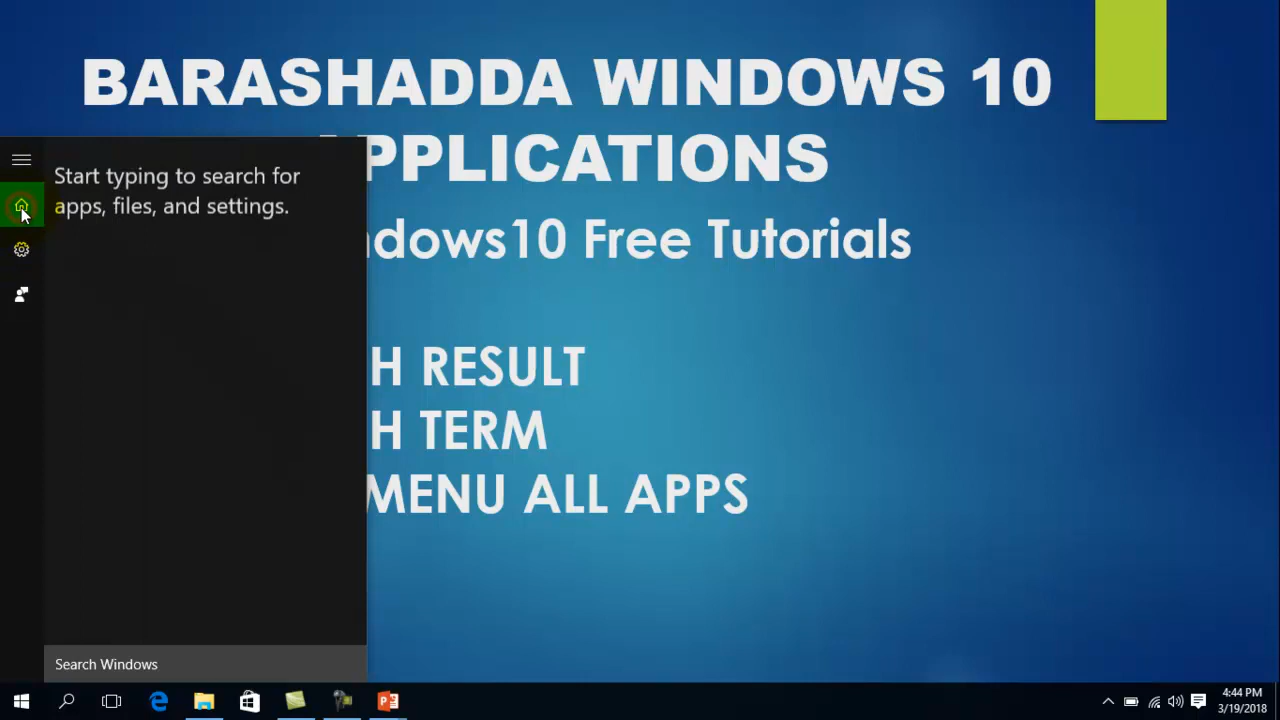 BARASHADDA WINDOWS 10
PPLICATIONS
Start typing to search for
apps, files, and settings.
ndows10 Free Tutorials
H RESULT
H TERM
MENU ALL APPS
Search Windows
4:44 PM
3/19/2018